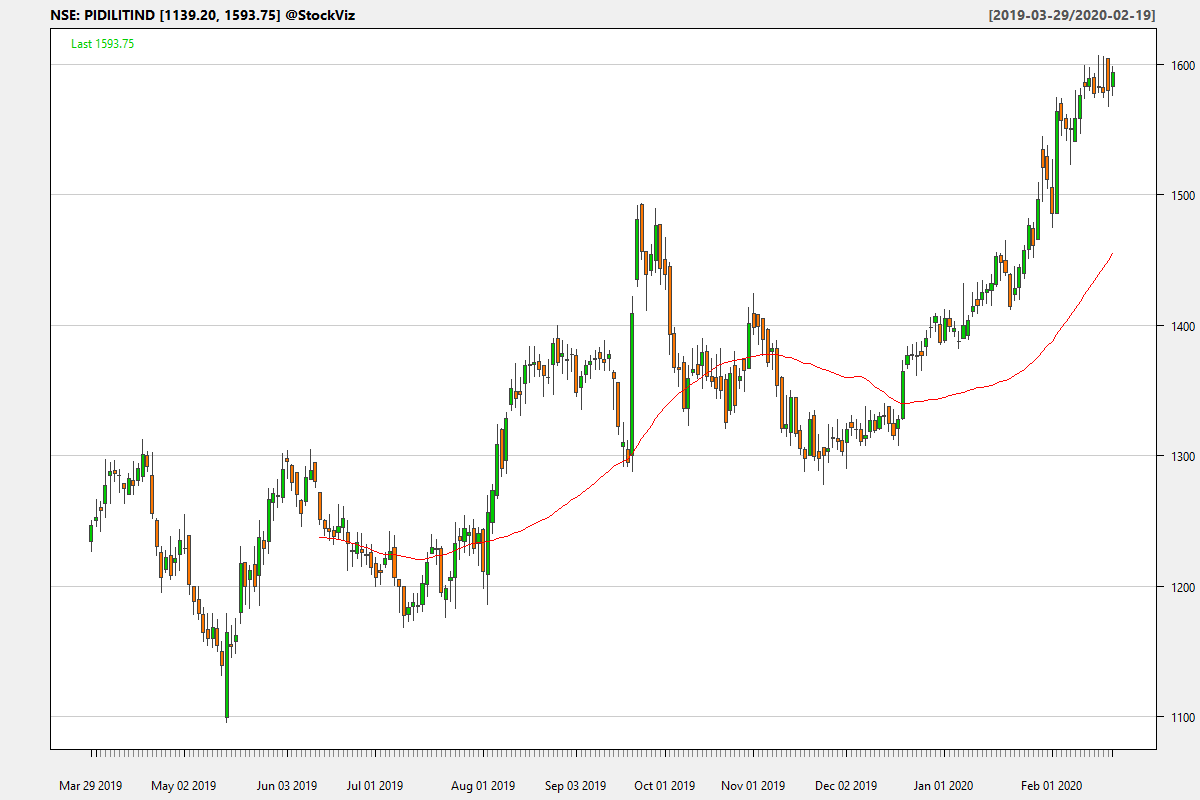 NSE: PIDILITIND [1139.20, 1593.75] @StockViz [2019-03-29/2020-02-19]
Last 1593.75
1600
1500
1400
1300
1200
1100
Mar 29 2019 May 02 2019 Jun 03 2019 Jul 01 2019 Aug 01 2019 Sep 03 2019 Oct 01 2019 Nov 01 2019 Dec 02 2019 Jan 01 2020 Feb 01 2020